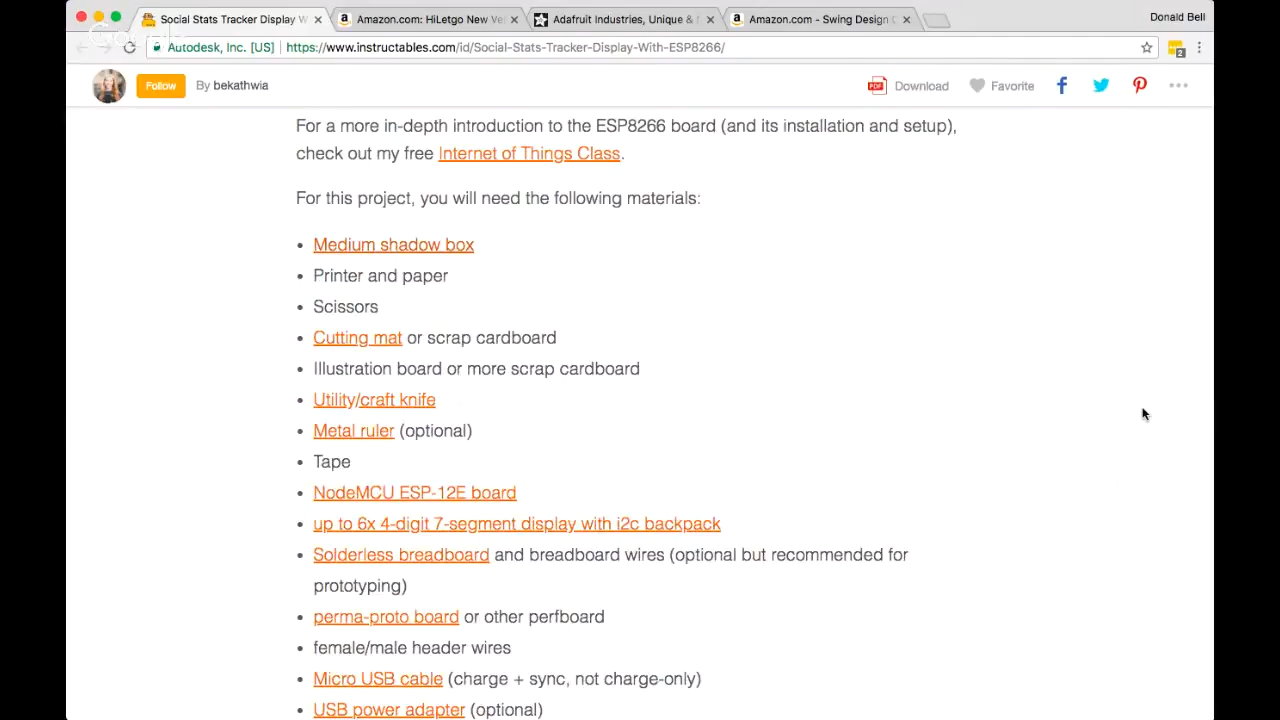 Social Stats Tracker Display W
Amazon.com: HiLetgo New Ve
Adafruit Industries, Unique &
Amazon.com - Swing Design
Donald Bell
Autodesk, Inc. [US]
https://www.instructables.com/id/Social-Stats-Tracker-Display-With-ESP8266/
2
Follow
By bekathwia
PDF
Download
Favorite
For a more in-depth introduction to the ESP8266 board (and its installation and setup),
check out my free Internet of Things Class.
For this project, you will need the following materials:
• Medium shadow box
• Printer and paper
• Scissors
• Cutting mat or scrap cardboard
• Illustration board or more scrap cardboard
• Utility/craft knife
• Metal ruler (optional)
• Tape
• NodeMCU ESP-12E board
• up to 6x 4-digit 7-segment display with i2c backpack
• Solderless breadboard and breadboard wires (optional but recommended for
prototyping)
• perma-proto board or other perfboard
• female/male header wires
• Micro USB cable (charge + sync, not charge-only)
• USB power adapter (optional)